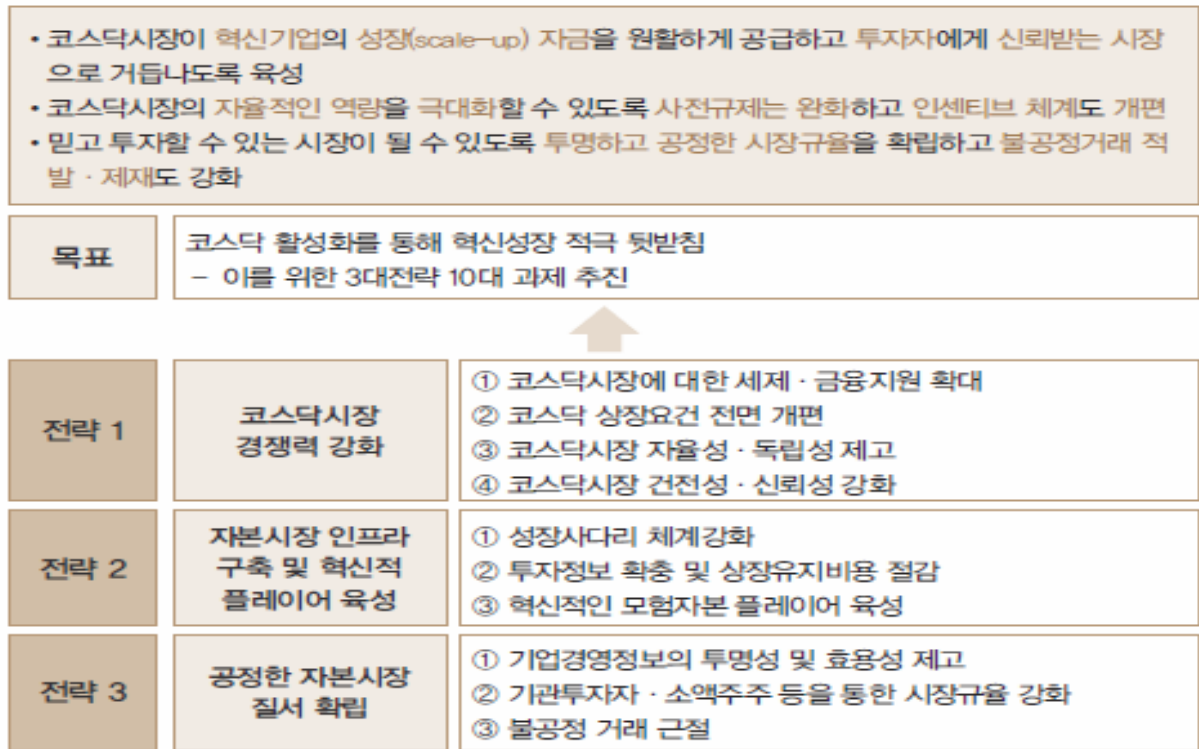 • 코스닥시장이 혁신기업의 성장(scale-up) 자금을 원활하게 공급하고 투자자에게 신뢰받는 시장
으로 거듭나도록 육성
• 코스닥시장의 자율적인 역량을 극대화할 수 있도록 사전규제는 완화하고 인센티브 체계도 개편
• 믿고 투자할 수 있는 시장이 될 수 있도록 투명하고 공정한 시장규율을 확립하고 불공정거래 적
발 · 제재도 강화
목표
코스닥 활성화를 통해 혁신성장 적극 뒷받침
- 이를 위한 3대전략 10대 과제 추진
전략 1
코스닥시장
경쟁력 강화
① 코스닥시장에 대한 세제 · 금융지원 확대
② 코스닥 상장요건 전면 개편
③ 코스닥시장 자율성 · 독립성 제고
④ 코스닥시장 건전성 · 신뢰성 강화
전략 2
자본시장 인프라
구축 및 혁신적
플레이어 육성
① 성장사다리 체계강화
② 투자정보 확충 및 상장유지비용 절감
③ 혁신적인 모험자본 플레이어 육성
전략 3
공정한 자본시장
질서 확립
① 기업경영정보의 투명성 및 효용성 제고
② 기관투자자 · 소액주주 등을 통한 시장규율 강화
③ 불공정 거래 근절